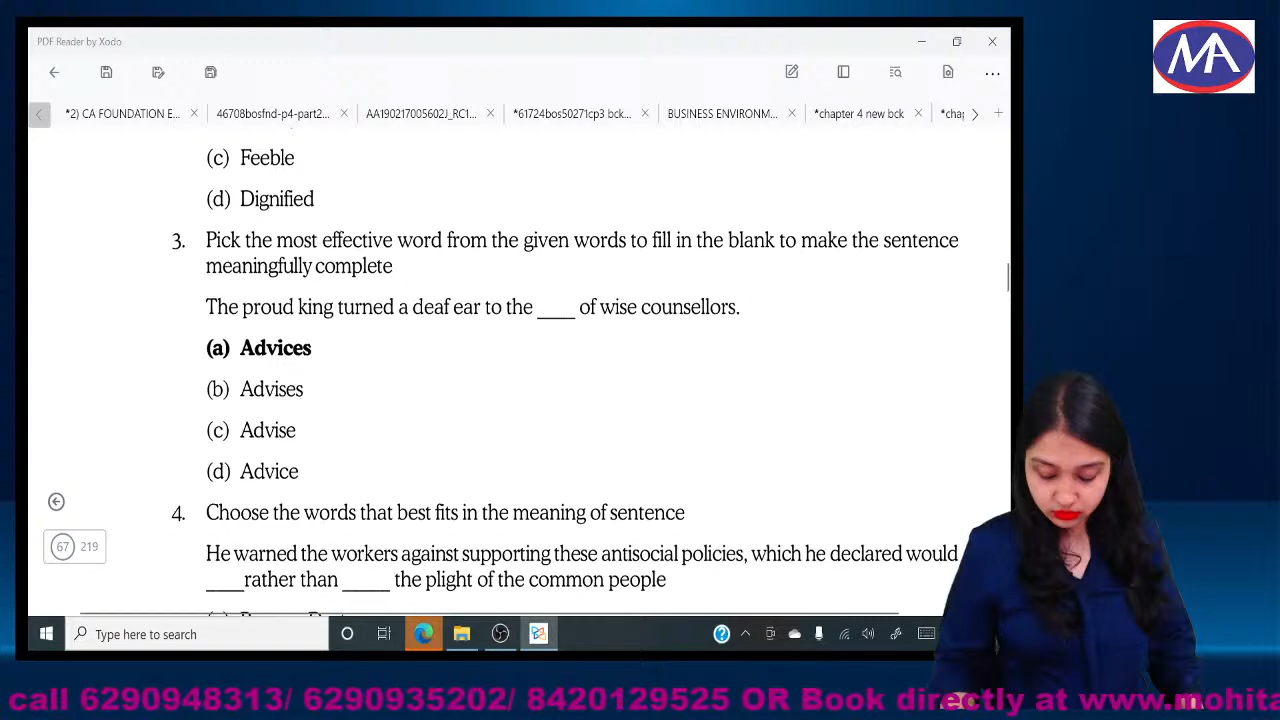 PDF Reader by Xodo
*2) CA FOUNDATION E... 46708bosfnd-p4-part2... AA190217005602J_RC1... *61724bos50271cp3 bck... BUSINESS ENVIRONM... *chapter 4 new bck *chap
(c) Feeble
(d) Dignified
3. Pick the most effective word from the given words to fill in the blank to make the sentence
meaningfully complete
The proud king turned a deaf ear to the ____ of wise counsellors.
(a) Advices
(b) Advises
(c) Advise
(d) Advice
4. Choose the words that best fits in the meaning of sentence
He warned the workers against supporting these antisocial policies, which he declared would
____rather than _____ the plight of the common people
67 219
Type here to search
MA
call 6290948313/ 6290935202/ 8420129525 OR Book directly at www.mohita